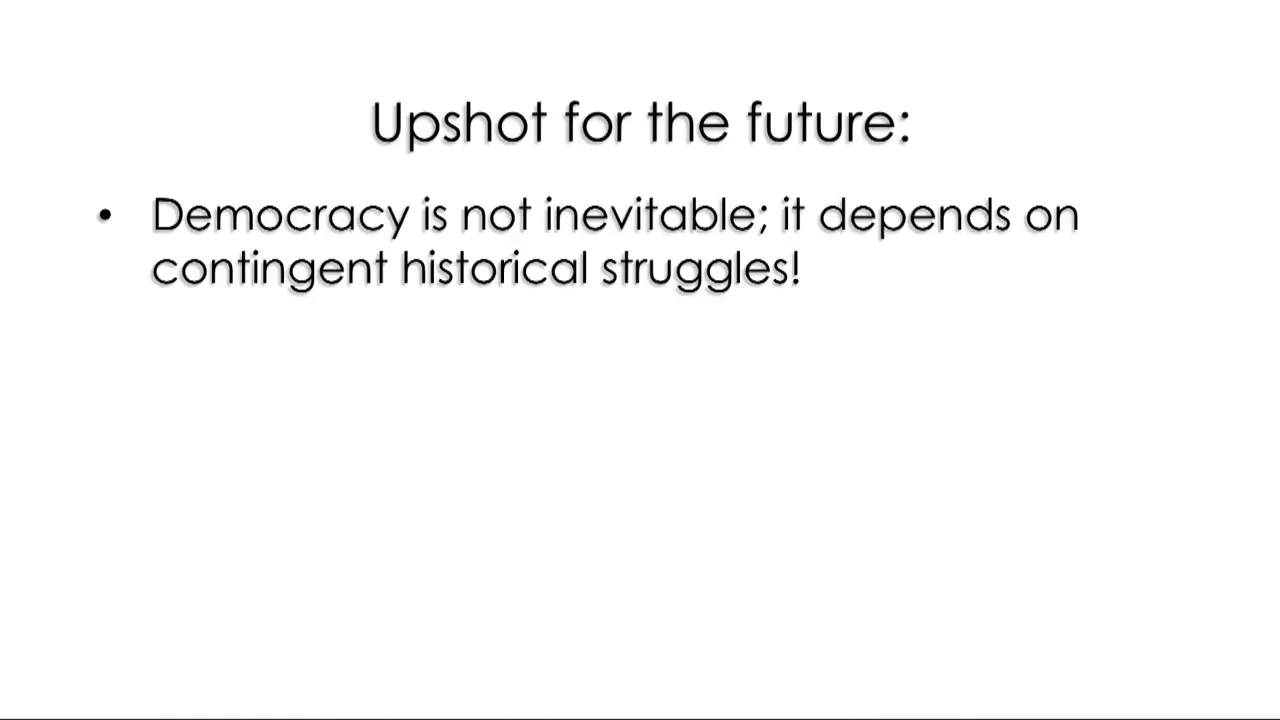 Upshot for the future:
• Democracy is not inevitable; it depends on
contingent historical struggles!